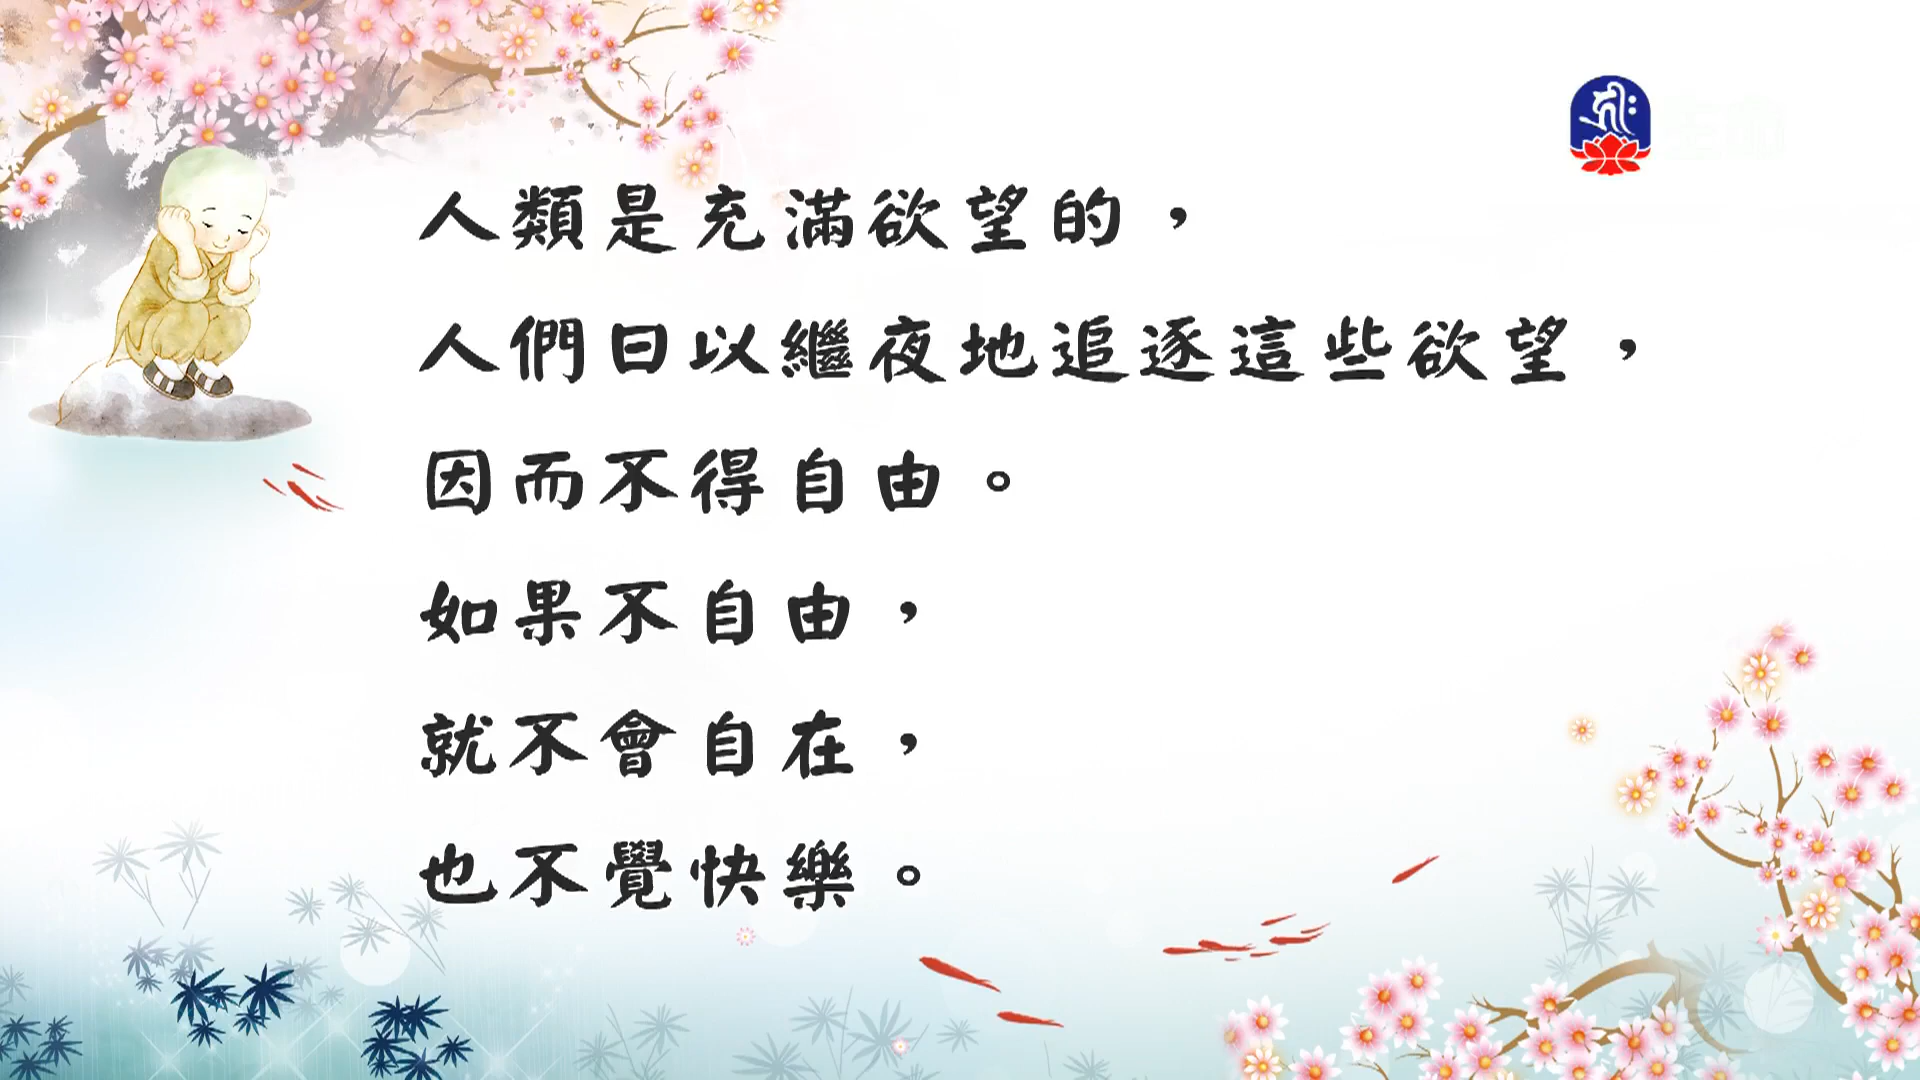 人類是充滿欲望的，
人們日以繼夜地追逐這些欲望，
因而不得自由。
如果不自由，
就不會自在，
也不覺快樂。